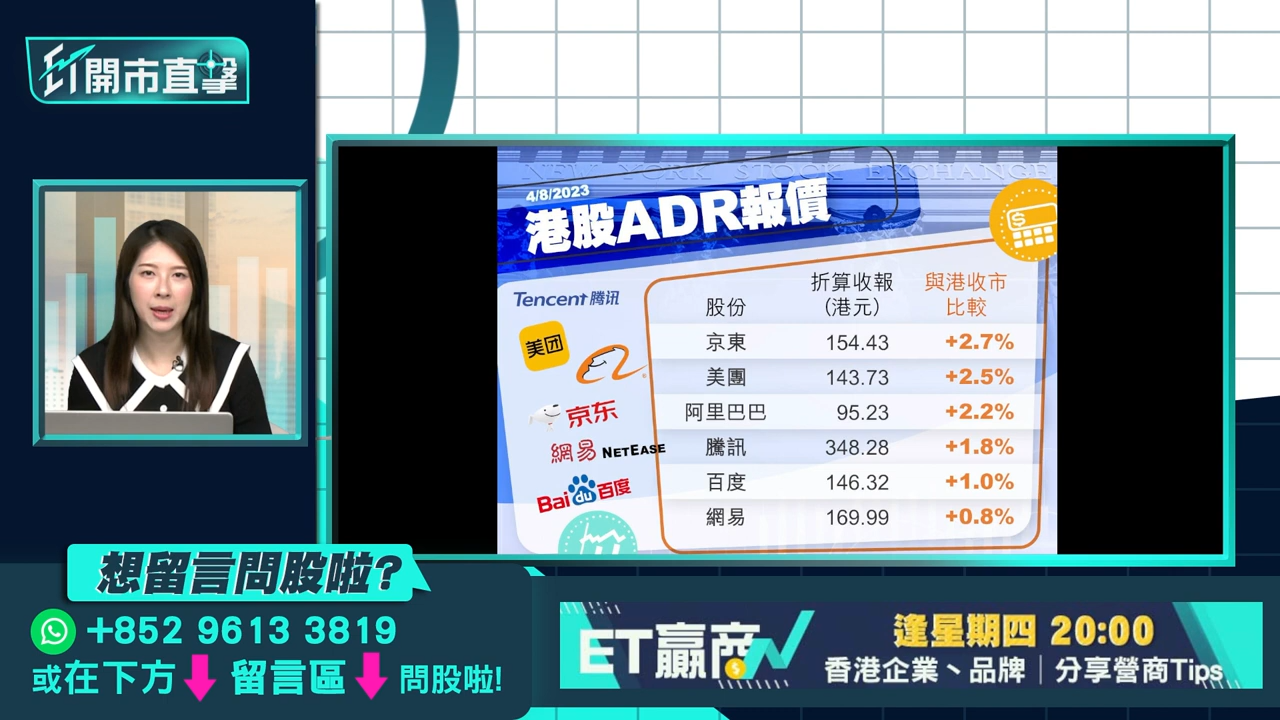 ET開市直擊
NEW YORK STOCK EXCHANGE
4/8/2023
港股ADR報價
Tencent 腾讯
美团
京东
網易 NETEASE
Bai du 百度
股份 折算收報(港元) 與港收市比較
京東 154.43 +2.7%
美團 143.73 +2.5%
阿里巴巴 95.23 +2.2%
騰訊 348.28 +1.8%
百度 146.32 +1.0%
網易 169.99 +0.8%
想留言問股啦?
+852 9613 3819
或在下方 留言區 問股啦!
ET贏商
逢星期四 20:00
香港企業、品牌|分享營商Tips